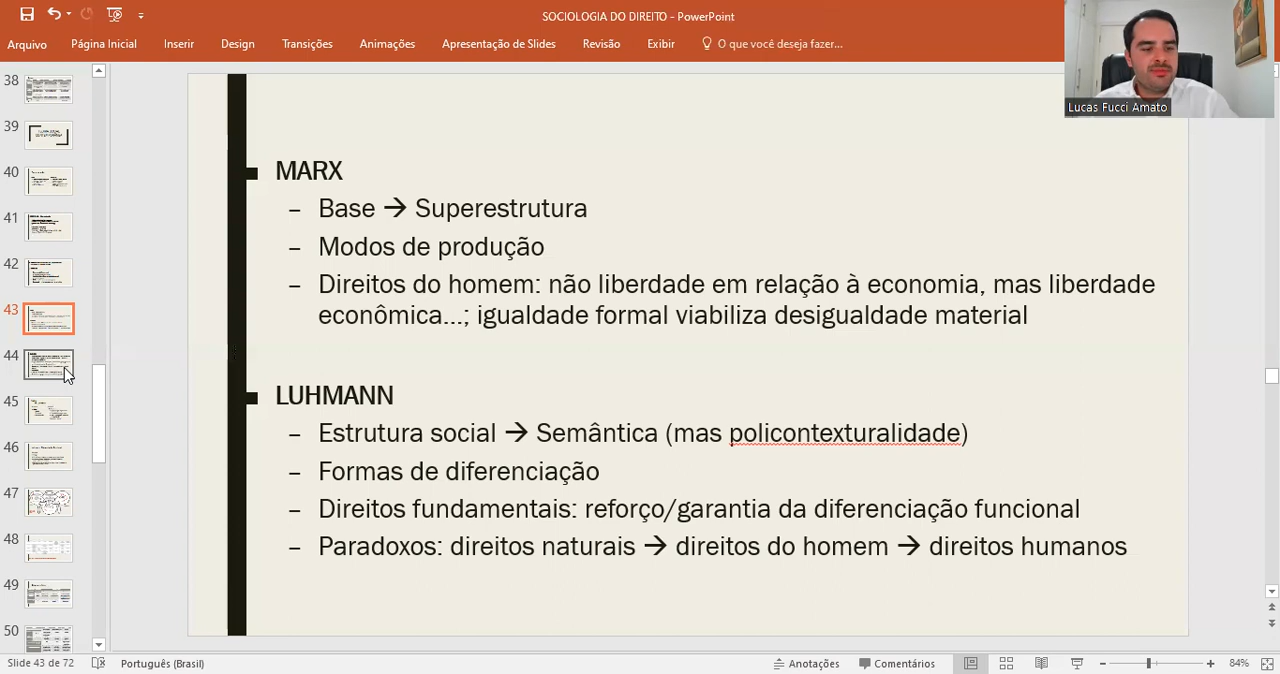 SOCIOLOGIA DO DIREITO - PowerPoint
Arquivo Página Inicial Inserir Design Transições Animações Apresentação de Slides Revisão Exibir O que você deseja fazer...
Lucas Fucci Amato
38
39
40
41
42
43
44
45
46
47
48
49
50
MARX
– Base → Superestrutura
– Modos de produção
– Direitos do homem: não liberdade em relação à economia, mas liberdade
econômica...; igualdade formal viabiliza desigualdade material
LUHMANN
– Estrutura social → Semântica (mas policontexturalidade)
– Formas de diferenciação
– Direitos fundamentais: reforço/garantia da diferenciação funcional
– Paradoxos: direitos naturais → direitos do homem → direitos humanos
Slide 43 de 72 Português (Brasil) Anotações Comentários 84%